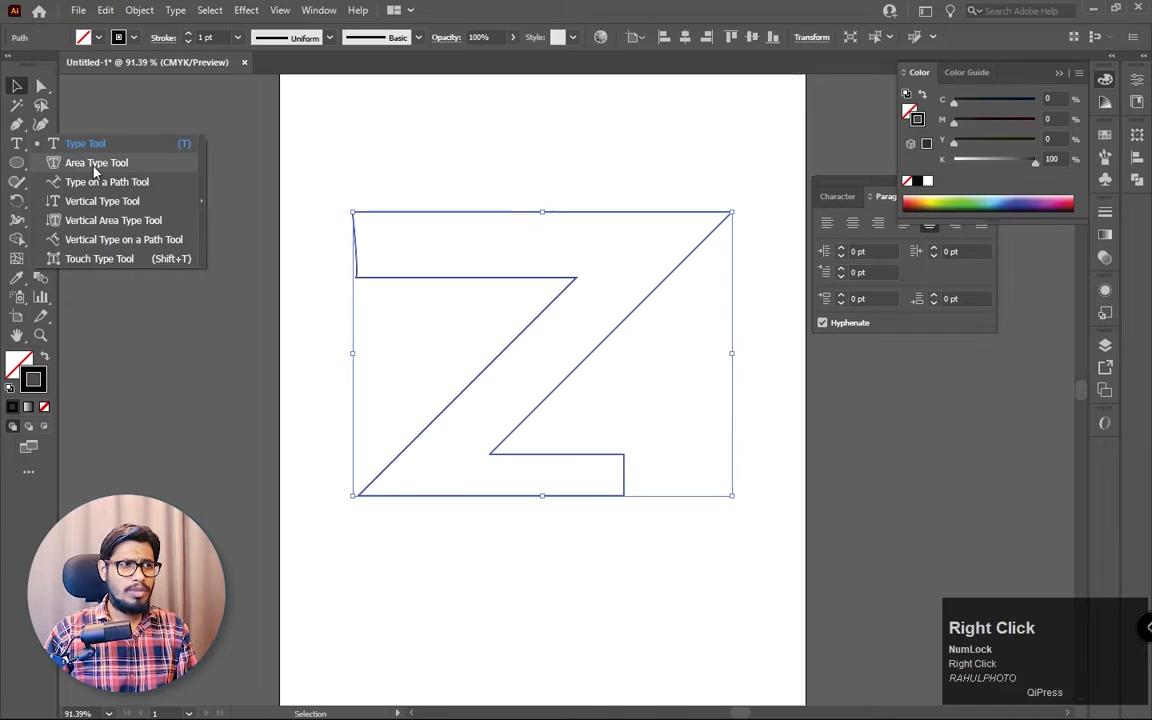 Ai File Edit Object Type Select Effect View Window Help Search Adobe Help
Path Stroke: 1 pt Uniform Basic Opacity: 100% Style: Transform
Untitled-1* @ 91.39 % (CMYK/Preview) ×
Color Color Guide
C 0 %
M 0 %
Y 0 %
K 100 %
Type Tool (T)
Area Type Tool
Type on a Path Tool
Vertical Type Tool
Vertical Area Type Tool
Vertical Type on a Path Tool
Touch Type Tool (Shift+T)
Character Parag
0 pt 0 pt
0 pt
0 pt 0 pt
Hyphenate
Right Click
NumLock
Right Click
RAHULPHOTO
QiPress
91.39% 1 Selection